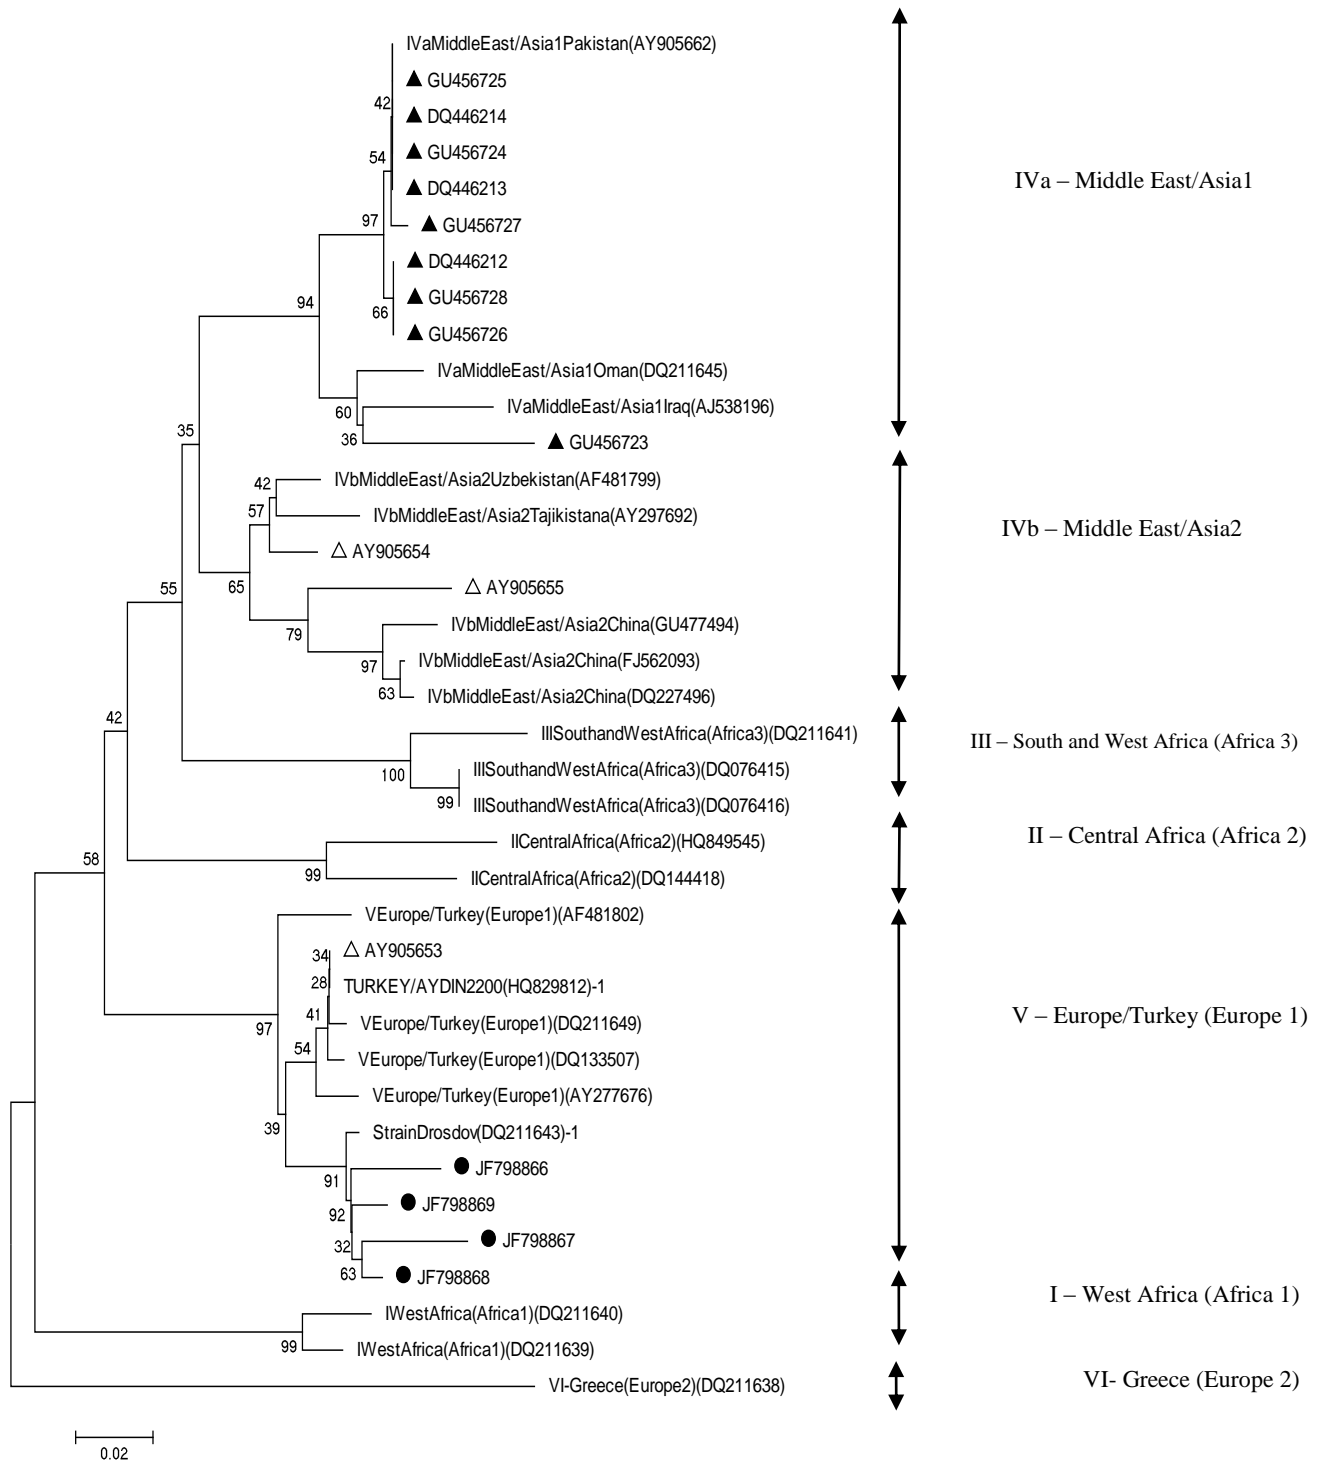 IVaMiddleEast/Asia1Pakistan(AY905662)
GU456725
42
DQ446214
54
GU456724
IVa – Middle East/Asia1
DQ446213
97
GU456727
DQ446212
94
GU456728
66
GU456726
IVaMiddleEast/Asia1Oman(DQ211645)
60
IVaMiddleEast/Asia1Iraq(AJ538196)
35
36
GU456723
IVbMiddleEast/Asia2Uzbekistan(AF481799)
42
57
IVbMiddleEast/Asia2Tajikistana(AY297692)
IVb – Middle East/Asia2
AY905654
55
65
AY905655
79
IVbMiddleEast/Asia2China(GU477494)
97
IVbMiddleEast/Asia2China(FJ562093)
63
IVbMiddleEast/Asia2China(DQ227496)
42
IIISouthandWestAfrica(Africa3)(DQ211641)
III – South and West Africa (Africa 3)
100
IIISouthandWestAfrica(Africa3)(DQ076415)
99
IIISouthandWestAfrica(Africa3)(DQ076416)
IICentralAfrica(Africa2)(HQ849545)
II – Central Africa (Africa 2)
58
99
IICentralAfrica(Africa2)(DQ144418)
VEurope/Turkey(Europe1)(AF481802)
34
AY905653
28
TURKEY/AYDIN2200(HQ829812)-1
41
VEurope/Turkey(Europe1)(DQ211649)
V – Europe/Turkey (Europe 1)
97
54
VEurope/Turkey(Europe1)(DQ133507)
VEurope/Turkey(Europe1)(AY277676)
39
StrainDrosdov(DQ211643)-1
91
JF798866
92
JF798869
32
JF798867
63
JF798868
I – West Africa (Africa 1)
IWestAfrica(Africa1)(DQ211640)
99
IWestAfrica(Africa1)(DQ211639)
VI-Greece(Europe2)(DQ211638)
VI- Greece (Europe 2)
0.02